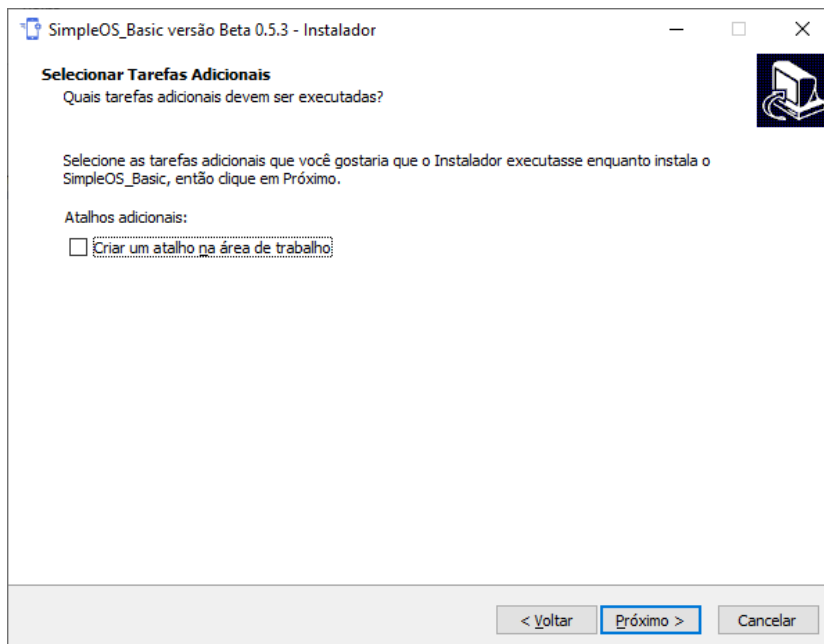 SimpleOS_Basic versão Beta 0.5.3 - Instalador
Selecionar Tarefas Adicionais
Quais tarefas adicionais devem ser executadas?
Selecione as tarefas adicionais que você gostaria que o Instalador executasse enquanto instala o
SimpleOS_Basic, então clique em Próximo.
Atalhos adicionais:
Criar um atalho na área de trabalho
< Voltar
Próximo >
Cancelar